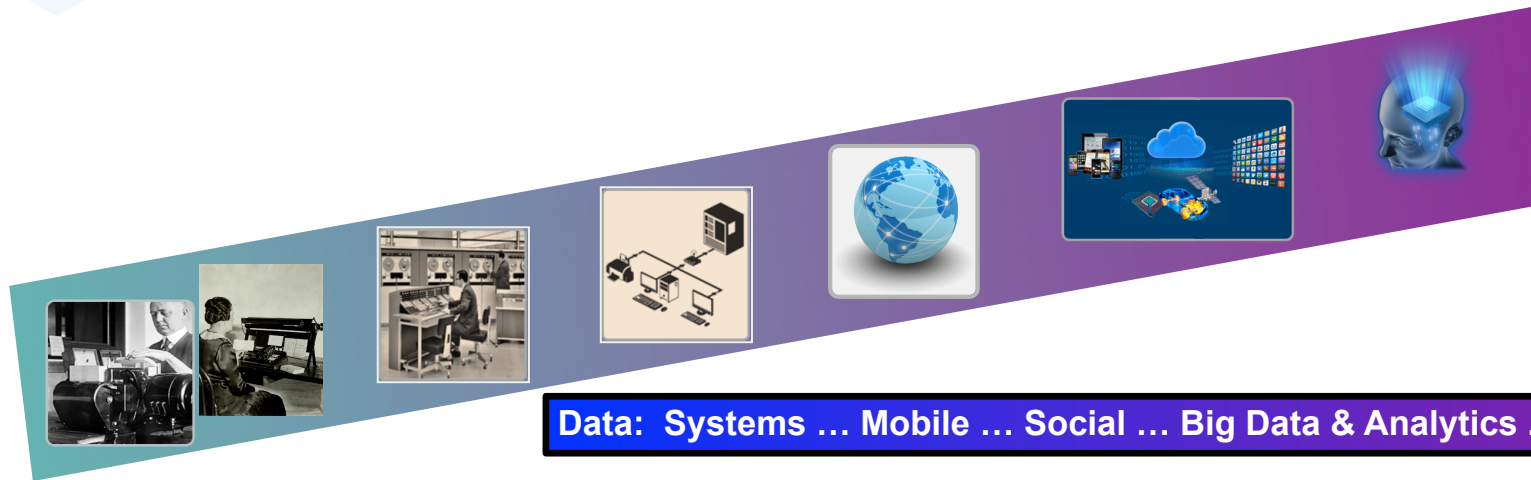 Data:  Systems … Mobile … Social … Big Data & Analytics .